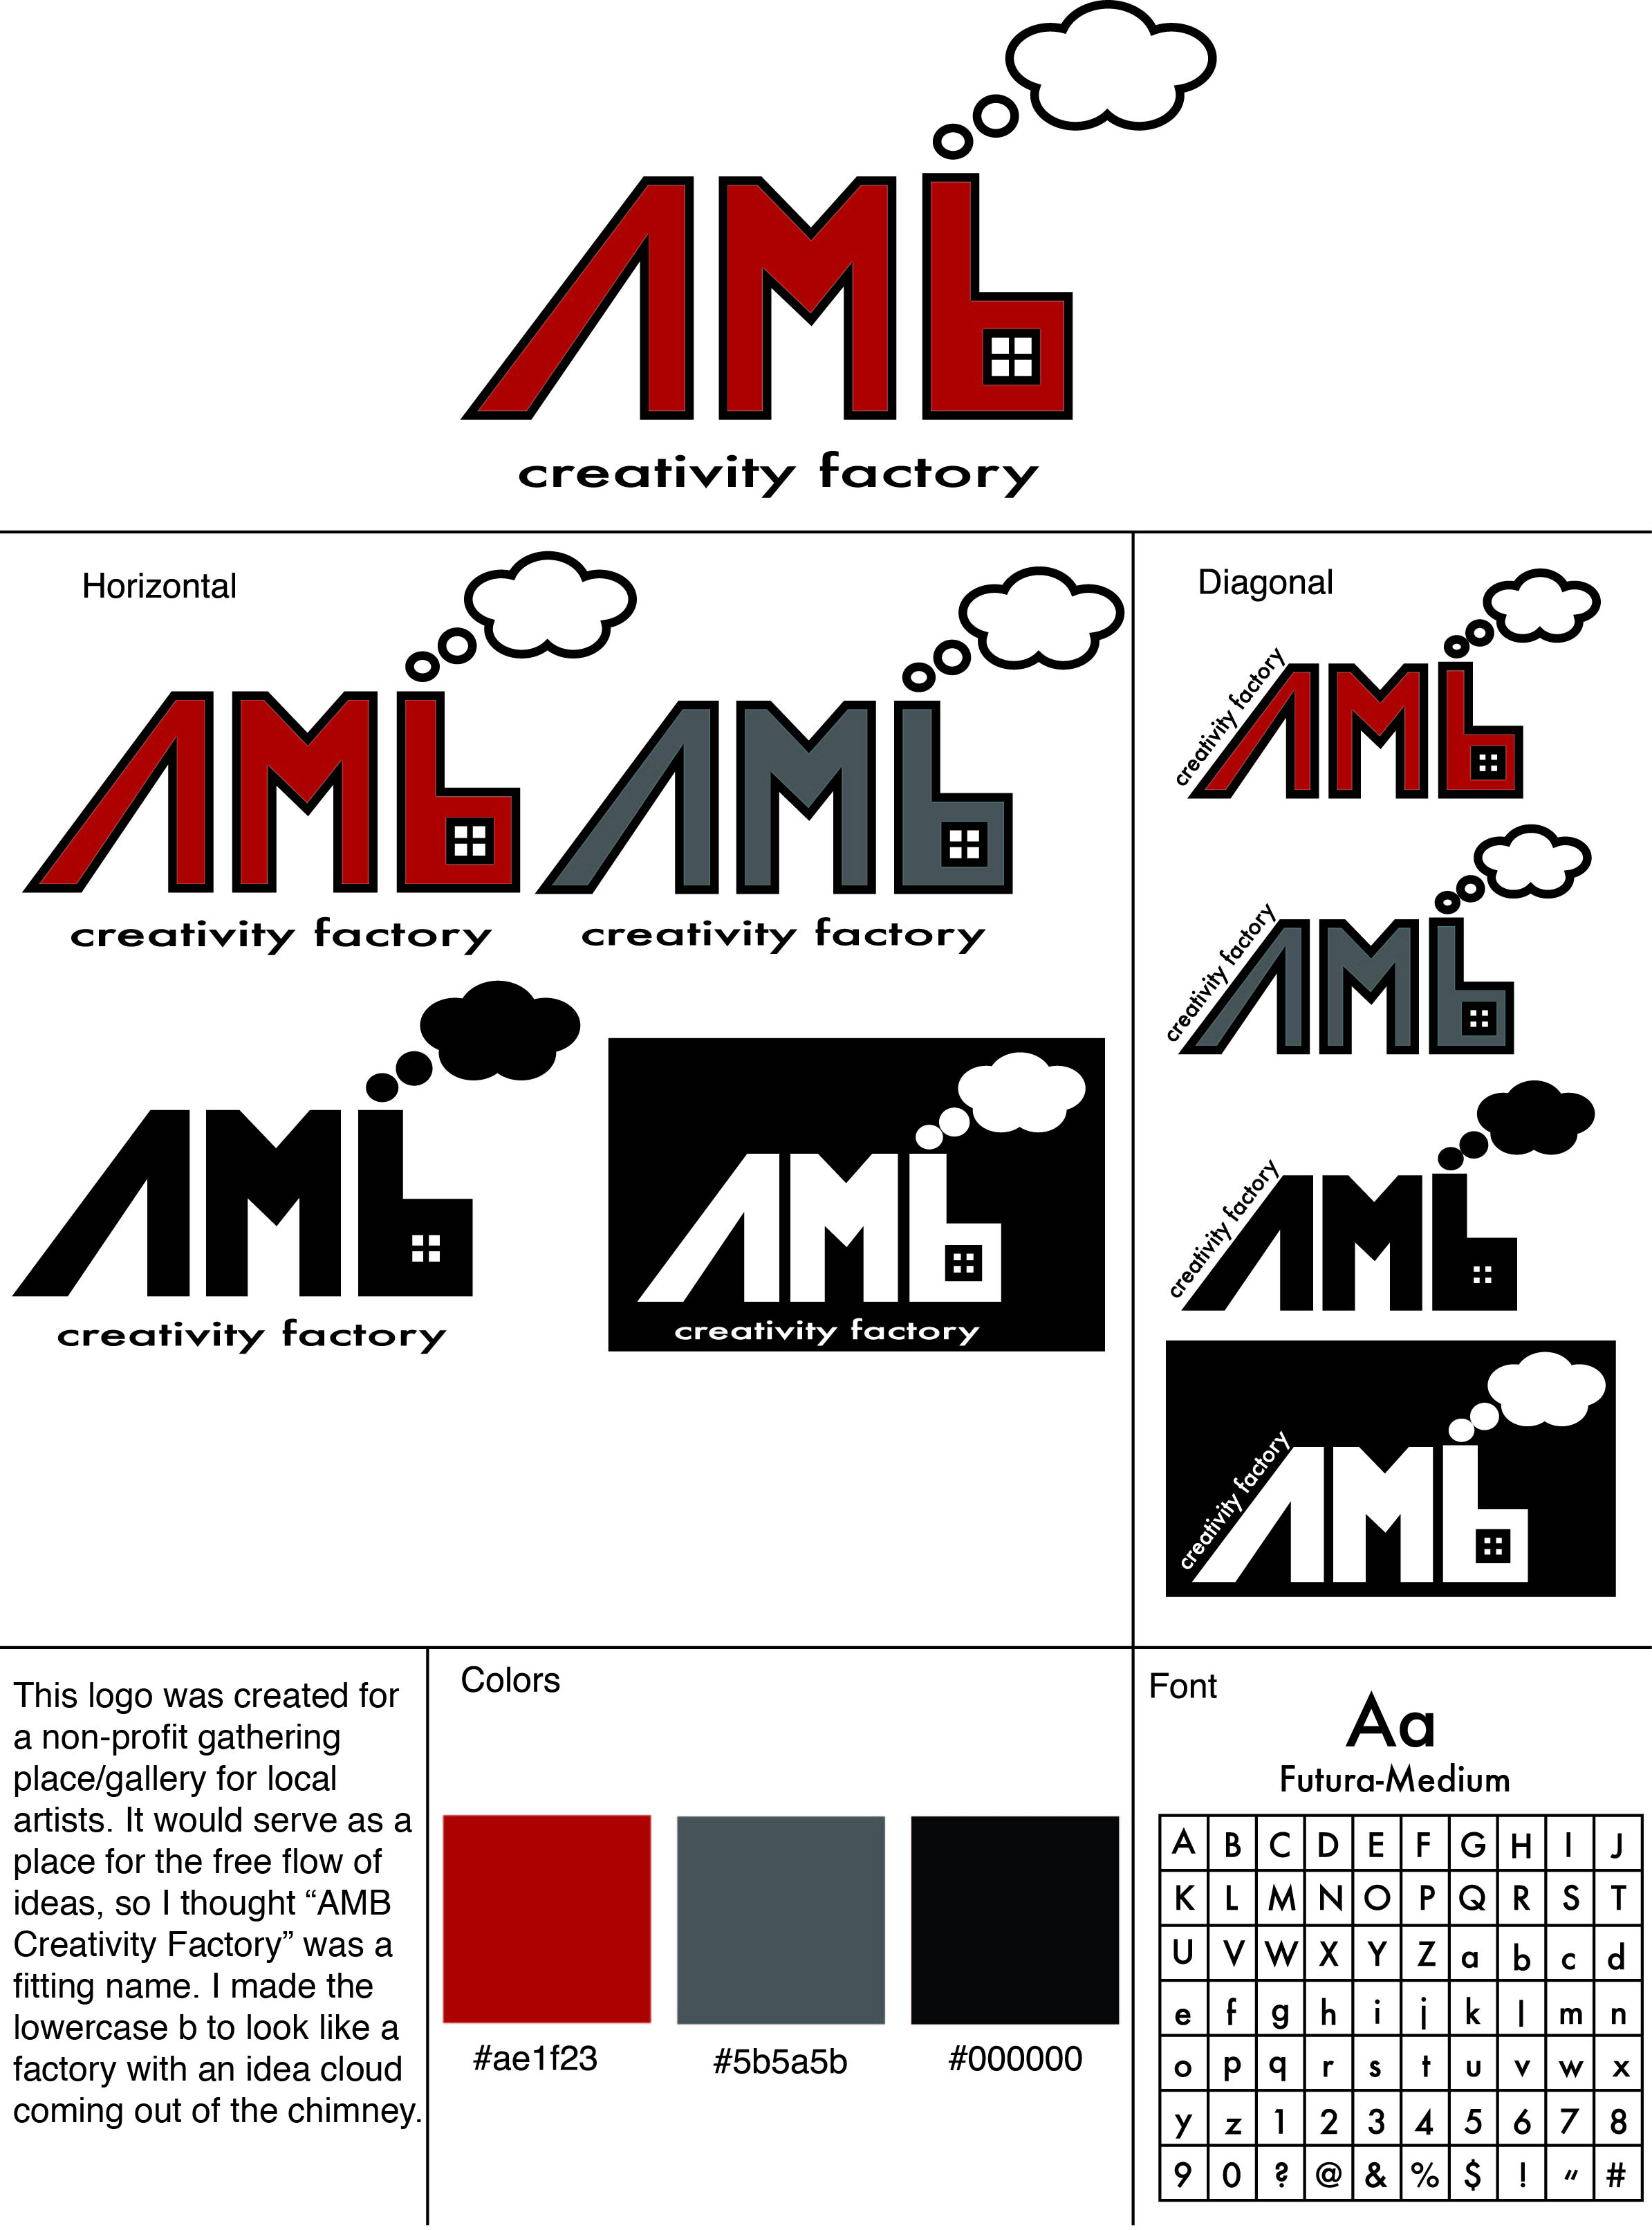 AMb
creativity factory
Horizontal
AMb
creativity factory
AMb
creativity factory
AMb
creativity factory
AMb
creativity factory
Diagonal
creativity factory
AMb
creativity factory
AMb
creativity factory
AMb
creativity factory
AMb
This logo was created for
a non-profit gathering
place/gallery for local
artists. It would serve as a
place for the free flow of
ideas, so I thought “AMB
Creativity Factory” was a
fitting name. I made the
lowercase b to look like a
factory with an idea cloud
coming out of the chimney.
Colors
#ae1f23 #5b5a5b #000000
Font
Aa
Futura-Medium
A B C D E F G H I J
K L M N O P Q R S T
U V W X Y Z a b c d
e f g h i j k l m n
o p q r s t u v w x
y z 1 2 3 4 5 6 7 8
9 0 ? @ & % $ ! " #